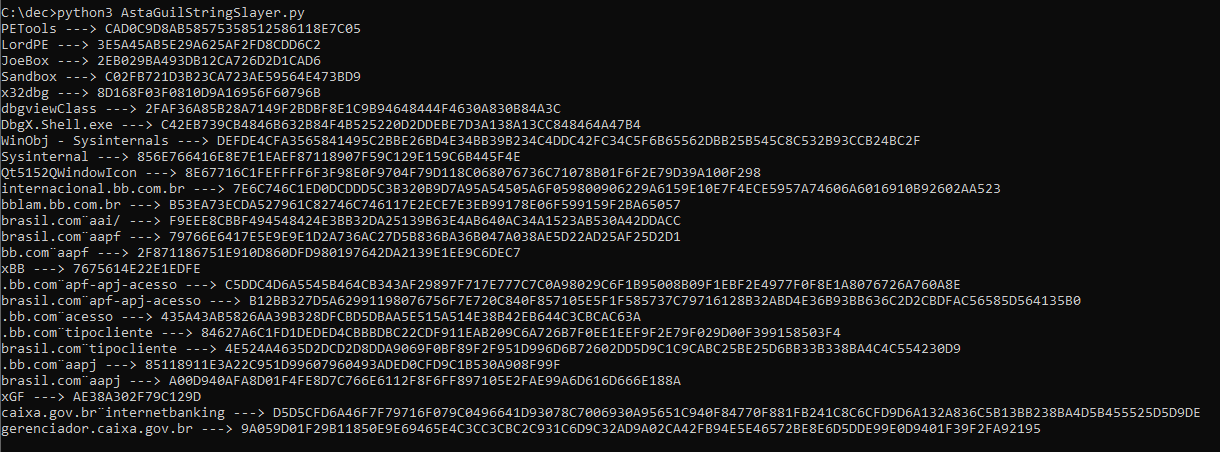 C:\dec>python3 AstaGuilStringSlayer.py
PETools ---> CAD0C9D8AB58575358512586118E7C05
LordPE ---> 3E5A45AB5E29A625AF2FD8CDD6C2
JoeBox ---> 2EB029BA493DB12CA726D2D1CAD6
Sandbox ---> C02FB721D3B23CA723AE59564E473BD9
x32dbg ---> 8D168F03F0810D9A16956F60796B
dbgviewClass ---> 2FAF36A85B28A7149F2BDBF8E1C9B94648444F4630A830B84A3C
DbgX.Shell.exe ---> C42EB739CB4846B632B84F4B525220D2DDEBE7D3A138A13CC848464A47B4
WinObj - Sysinternals ---> DEFDE4CFA3565841495C2BBE26BD4E34BB39B234C4DDC42FC34C5F6B65562DBB25B545C8C532B93CCB24BC2F
Sysinternal ---> 856E766416E8E7E1EAEF87118907F59C129E159C6B445F4E
Qt5152QWindowIcon ---> 8E67716C1FEFFFF6F3F98E0F9704F79D118C068076736C71078B01F6F2E79D39A100F298
internacional.bb.com.br ---> 7E6C746C1ED0DCDDD5C3B320B9D7A95A54505A6F059800906229A6159E10E7F4ECE5957A74606A6016910B92602AA523
bblam.bb.com.br ---> B53EA73ECDA527961C82746C746117E2ECE7E3EB99178E06F599159F2BA65057
brasil.com¨aai/ ---> F9EEE8CBBF494548424E3BB32DA25139B63E4AB640AC34A1523AB530A42DDACC
brasil.com¨aapf ---> 79766E6417E5E9E9E1D2A736AC27D5B836BA36B047A038AE5D22AD25AF25D2D1
bb.com¨aapf ---> 2F871186751E910D860DFD980197642DA2139E1EE9C6DEC7
xBB ---> 7675614E22E1EDFE
.bb.com¨apf-apj-acesso ---> C5DDC4D6A5545B464CB343AF29897F717E777C7C0A98029C6F1B95008B09F1EBF2E4977F0F8E1A8076726A760A8E
brasil.com¨apf-apj-acesso ---> B12BB327D5A62991198076756F7E720C840F857105E5F1F585737C79716128B32ABD4E36B93BB636C2D2CBDFAC56585D564135B0
.bb.com¨acesso ---> 435A43AB5826AA39B328DFCBD5DBAA5E515A514E38B42EB644C3CBCAC63A
.bb.com¨tipocliente ---> 84627A6C1FD1DEDED4CBBBDBC22CDF911EAB209C6A726B7F0EE1EEEF9F2E79F029D00F399158503F4
brasil.com¨tipocliente ---> 4E524A4635D2DCD2D8DDA9069F0BF89F2F951D996D6B72602DD5D9C1C9CABC25BE25D6BB33B338BA4C4C554230D9
.bb.com¨aapj ---> 85118911E3A22C951D99607960493ADED0CFD9C1B530A908F99F
brasil.com¨aapj ---> A00D940AFA8D01F4FE8D7C766E6112F8F6FF897105E2FAE99A6D616D666E188A
xGF ---> AE38A302F79C129D
caixa.gov.br¨internetbanking ---> D5D5CFD6A46F7F79716F079C0496641D93078C7006930A95651C940F84770F881FB241C8C6CFD9D6A132A836C5B13BB238BA4D5B455525D5D9DE
gerenciador.caixa.gov.br ---> 9A059D01F29B11850E9E69465E4C3CC3CBC2C931C6D9C32AD9A02CA42FB94E5E46572BE8E6D5DDE99E0D9401F39F2FA92195